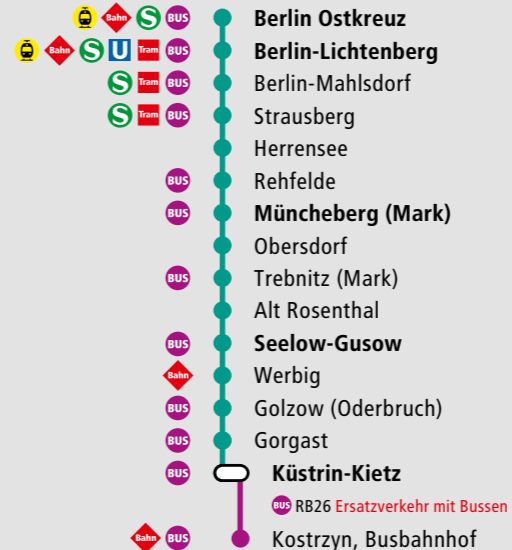 Bahn S BUS Berlin Ostkreuz
Bahn S U Tram BUS Berlin-Lichtenberg
S Tram BUS Berlin-Mahlsdorf
S Tram BUS Strausberg
Herrensee
BUS Rehfelde
BUS Müncheberg (Mark)
Obersdorf
BUS Trebnitz (Mark)
Alt Rosenthal
BUS Seelow-Gusow
Bahn Werbig
BUS Golzow (Oderbruch)
BUS Gorgast
BUS Küstrin-Kietz
BUS RB26 Ersatzverkehr mit Bussen
Bahn BUS Kostrzyn, Busbahnhof